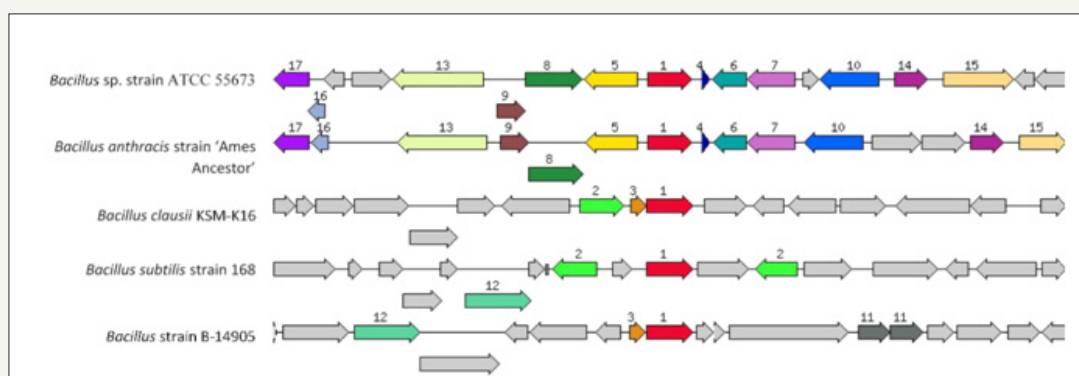 17 13 8 5 1 4 6 7 10 14 15
Bacillus sp. strain ATCC 55673
16 9
17 16 13 9 5 1 4 6 7 10 14 15
Bacillus anthracis strain ‘Ames
Ancestor’
8
2 3 1
Bacillus clausii KSM-K16
2 1 2
Bacillus subtilis strain 168
12
12 3 1 11 11
Bacillus strain B-14905